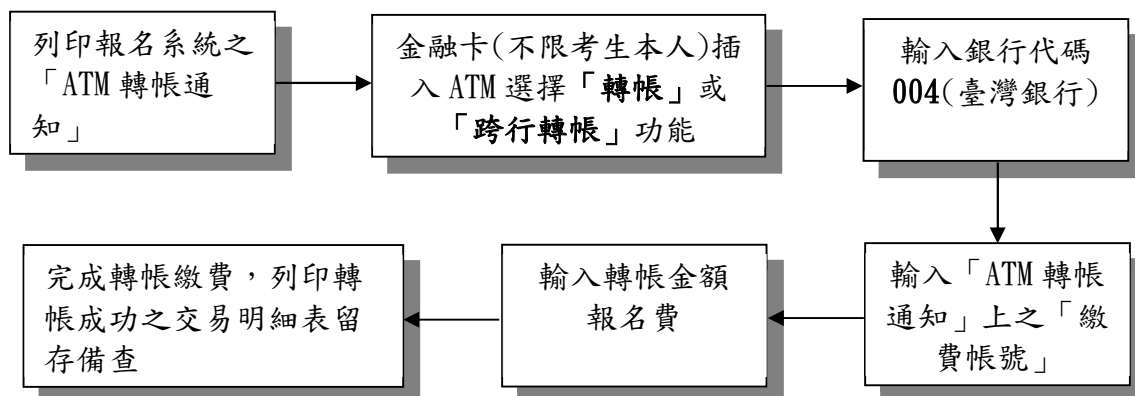 列印報名系統之
「ATM 轉帳通
知」
金融卡(不限考生本人)插
入 ATM 選擇「轉帳」或
「跨行轉帳」功能
輸入銀行代碼
004(臺灣銀行)
輸入「ATM 轉帳
通知」上之「繳
費帳號」
輸入轉帳金額
報名費
完成轉帳繳費，列印轉
帳成功之交易明細表留
存備查